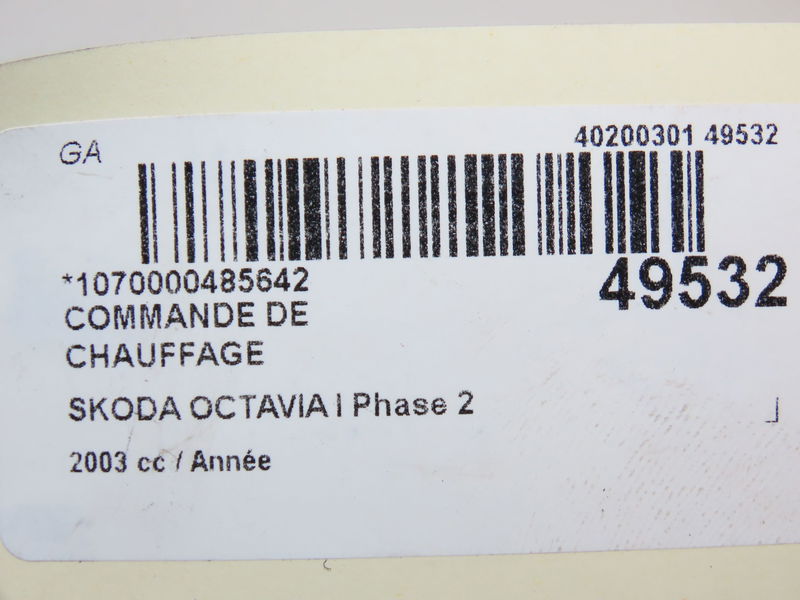 GA
40200301 49532
*1070000485642
49532
COMMANDE DE
CHAUFFAGE
SKODA OCTAVIA I Phase 2
2003 cc / Année